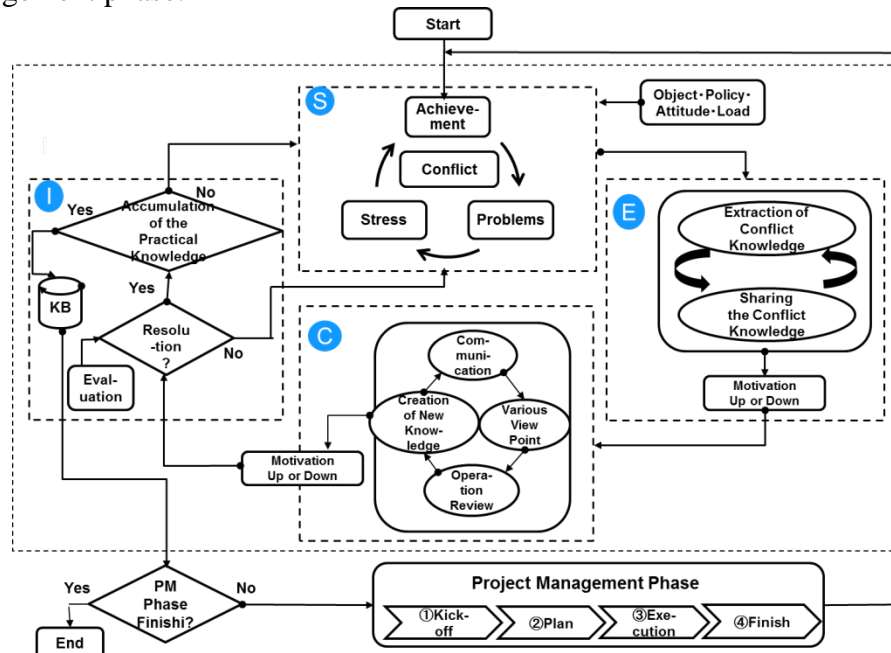 Start
S
Achieve-
ment
Conflict
Stress
Problems
Object・Policy・
Attitude・Load
I
Yes
No
Accumulation
of the
Practical
Knowledge
KB
Yes
Resolu
-tion
?
No
Eval-
uation
E
Extraction of
Conflict
Knowledge
Sharing
the Conflict
Knowledge
Motivation
Up or Down
C
Com-
munication
Creation
of New
Know-
ledge
Various
View
Point
Opera-
tion
Review
Motivation
Up or Down
Yes
PM
Phase
Finishi?
No
End
Project Management Phase
①Kick-
off
②Plan
③Exe-
cution
④Finish